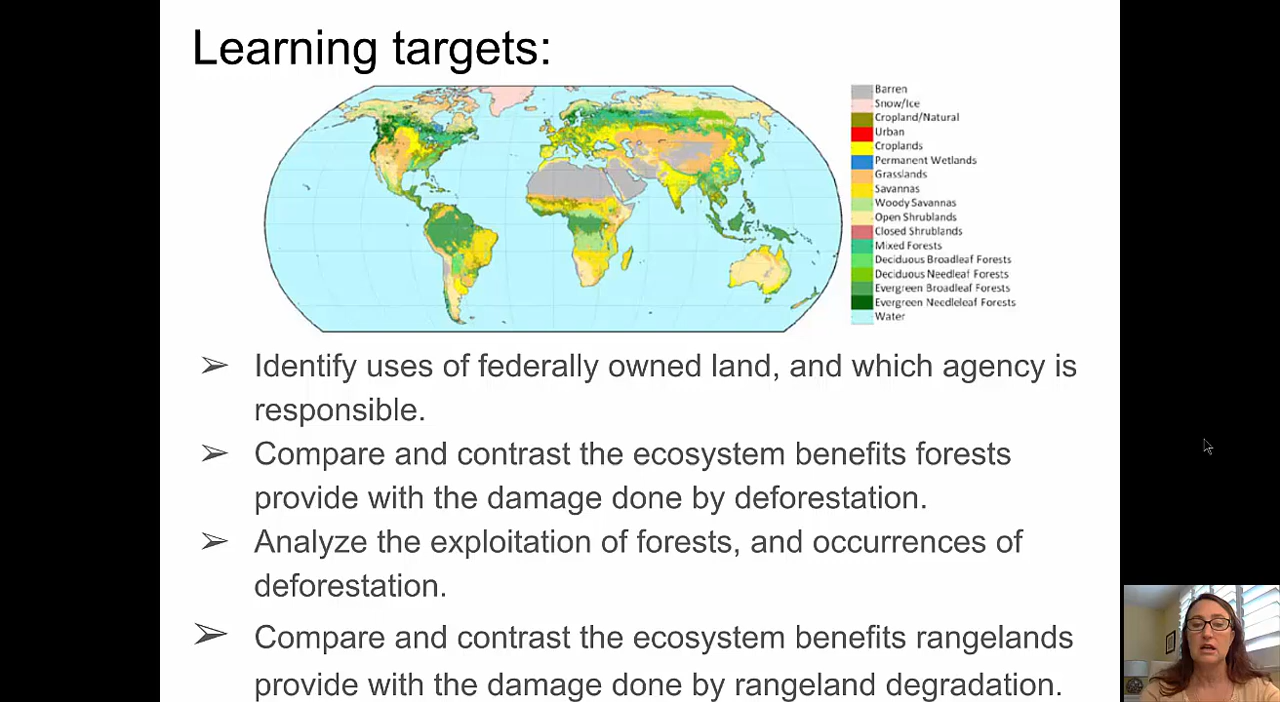 Learning targets:
Barren
Snow/Ice
Cropland/Natural
Urban
Croplands
Permanent Wetlands
Grasslands
Savannas
Woody Savannas
Open Shrublands
Closed Shrublands
Mixed Forests
Deciduous Broadleaf Forests
Deciduous Needleaf Forests
Evergreen Broadleaf Forests
Evergreen Needleleaf Forests
Water
➢ Identify uses of federally owned land, and which agency is
responsible.
➢ Compare and contrast the ecosystem benefits forests
provide with the damage done by deforestation.
➢ Analyze the exploitation of forests, and occurrences of
deforestation.
➢ Compare and contrast the ecosystem benefits rangelands
provide with the damage done by rangeland degradation.